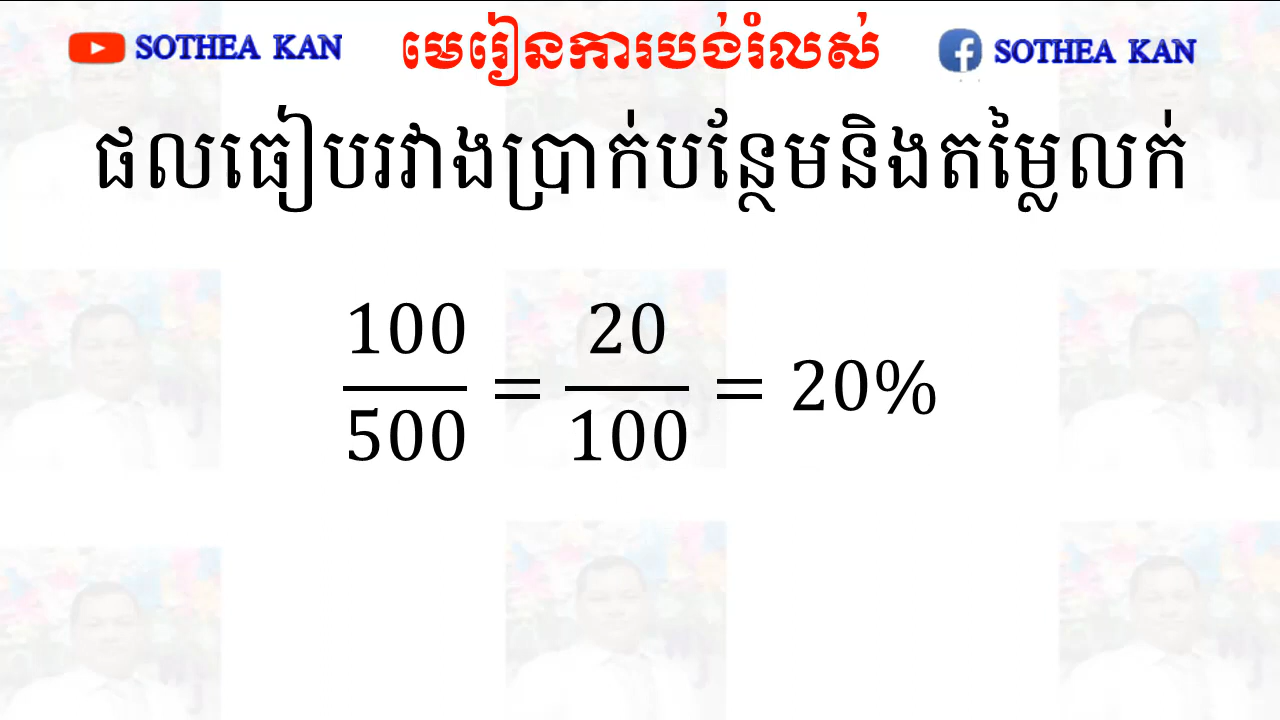 SOTHEA KAN មេរៀនការបង់រំលស់ SOTHEA KAN
ផលធៀបរវាងប្រាក់បន្ថែមនិងតម្លៃលក់
100/500 = 20/100 = 20%